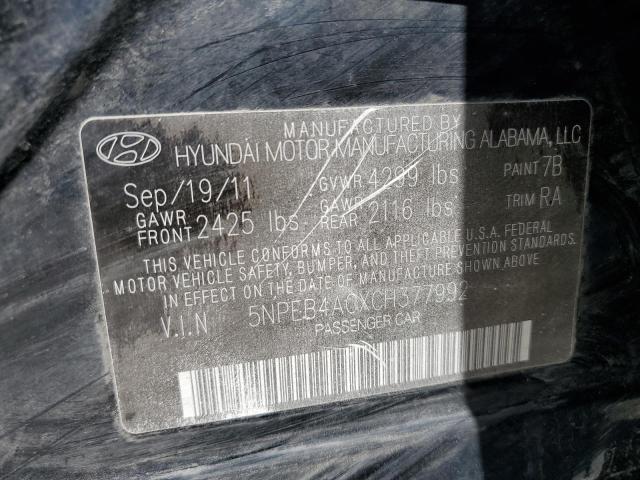 MANUFACTURED BY
HYUNDAI MOTOR MANUFACTURING ALABAMA, LLC
Sep/19/11 GVWR 4299 lbs PAINT 7B
GAWR FRONT 2425 lbs GAWR REAR 2116 lbs TRIM RA
THIS VEHICLE CONFORMS TO ALL APPLICABLE U.S.A. FEDERAL
MOTOR VEHICLE SAFETY, BUMPER, AND THEFT PREVENTION STANDARDS
IN EFFECT ON THE DATE OF MANUFACTURE SHOWN ABOVE
V.I.N 5NPEB4ACXCH377992
PASSENGER CAR